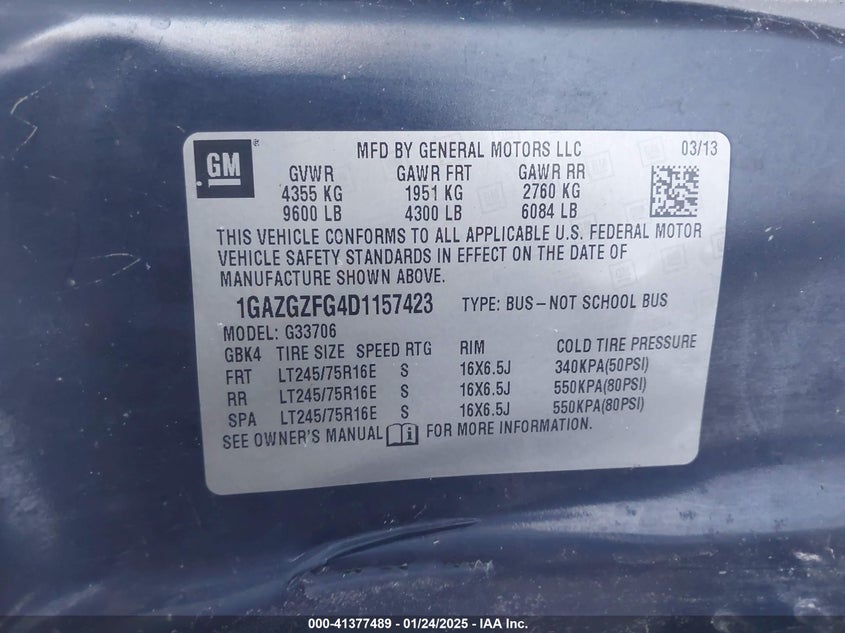 GM ® MFD BY GENERAL MOTORS LLC 03/13
GVWR GAWR FRT GAWR RR
4355 KG 1951 KG 2760 KG
9600 LB 4300 LB 6084 LB
THIS VEHICLE CONFORMS TO ALL APPLICABLE U.S. FEDERAL MOTOR
VEHICLE SAFETY STANDARDS IN EFFECT ON THE DATE OF
MANUFACTURE SHOWN ABOVE.
1GAZGZFG4D1157423 TYPE: BUS–NOT SCHOOL BUS
MODEL: G33706
GBK4 TIRE SIZE SPEED RTG RIM COLD TIRE PRESSURE
FRT LT245/75R16E S 16X6.5J 340KPA(50PSI)
RR LT245/75R16E S 16X6.5J 550KPA(80PSI)
SPA LT245/75R16E S 16X6.5J 550KPA(80PSI)
SEE OWNER'S MANUAL i FOR MORE INFORMATION.
000-41377489 - 01/24/2025 - IAA Inc.